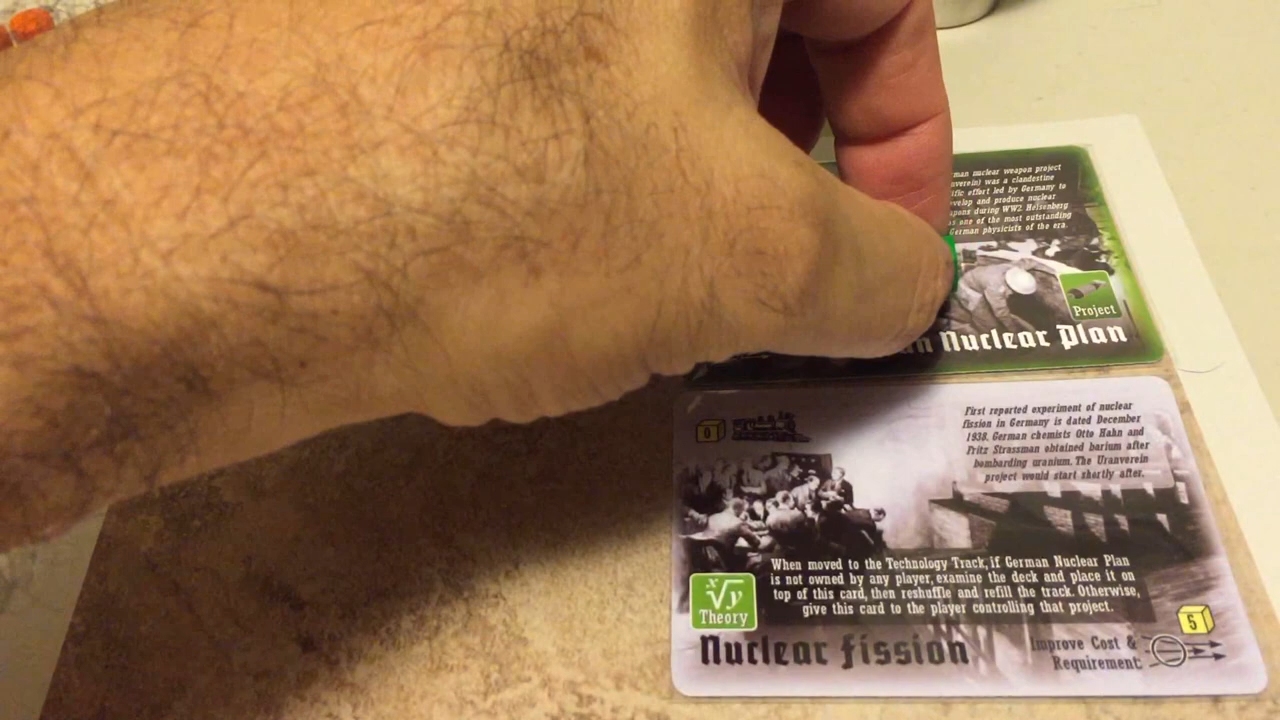 man nuclear weapon project
was a clandestine
effort led by Germany to
and produce nuclear
during WW2. Heisenberg
one of the most outstanding
German physicists of the era.
Project
Nuclear Plan
0
First reported experiment of nuclear
fission in Germany is dated December
1938. German chemists Otto Hahn and
Fritz Strassman obtained barium after
bombarding uranium. The Uranverein
project would start shortly after.
When moved to the Technology Track, if German Nuclear Plan
is not owned by any player, examine the deck and place it on
top of this card, then reshuffle and refill the track. Otherwise,
give this card to the player controlling that project.
x√y
Theory
5
Nuclear fission
Improve Cost &
Requirement